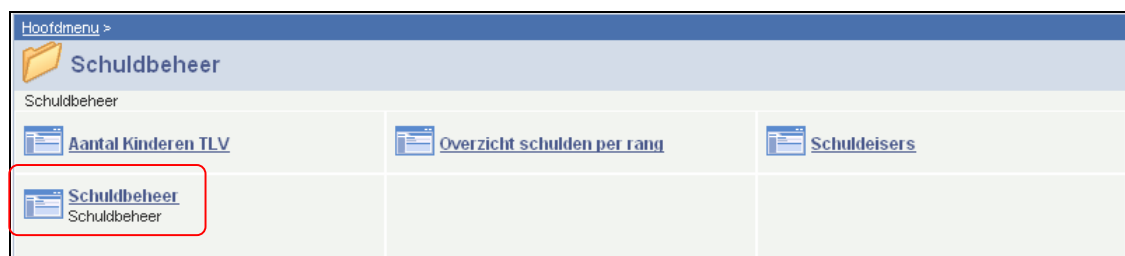 Hoofdmenu >
Schuldbeheer
Schuldbeheer
Aantal Kinderen TLV
Overzicht schulden per rang
Schuldeisers
Schuldbeheer
Schuldbeheer